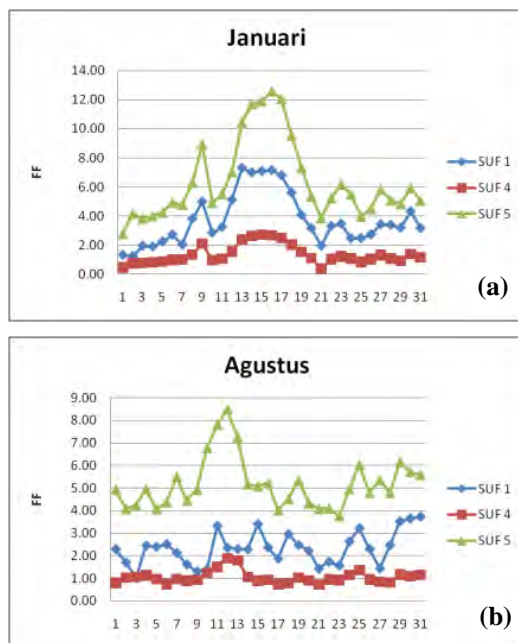 Januari
14.00
12.00
10.00
8.00
6.00
4.00
2.00
0.00
FF
1 3 5 7 9 11 13 15 17 19 21 23 25 27 29 31
SUF 1
SUF 4
SUF 5
(a)
Agustus
9.00
8.00
7.00
6.00
5.00
4.00
3.00
2.00
1.00
0.00
FF
1 3 5 7 9 11 13 15 17 19 21 23 25 27 29 31
SUF 1
SUF 4
SUF 5
(b)